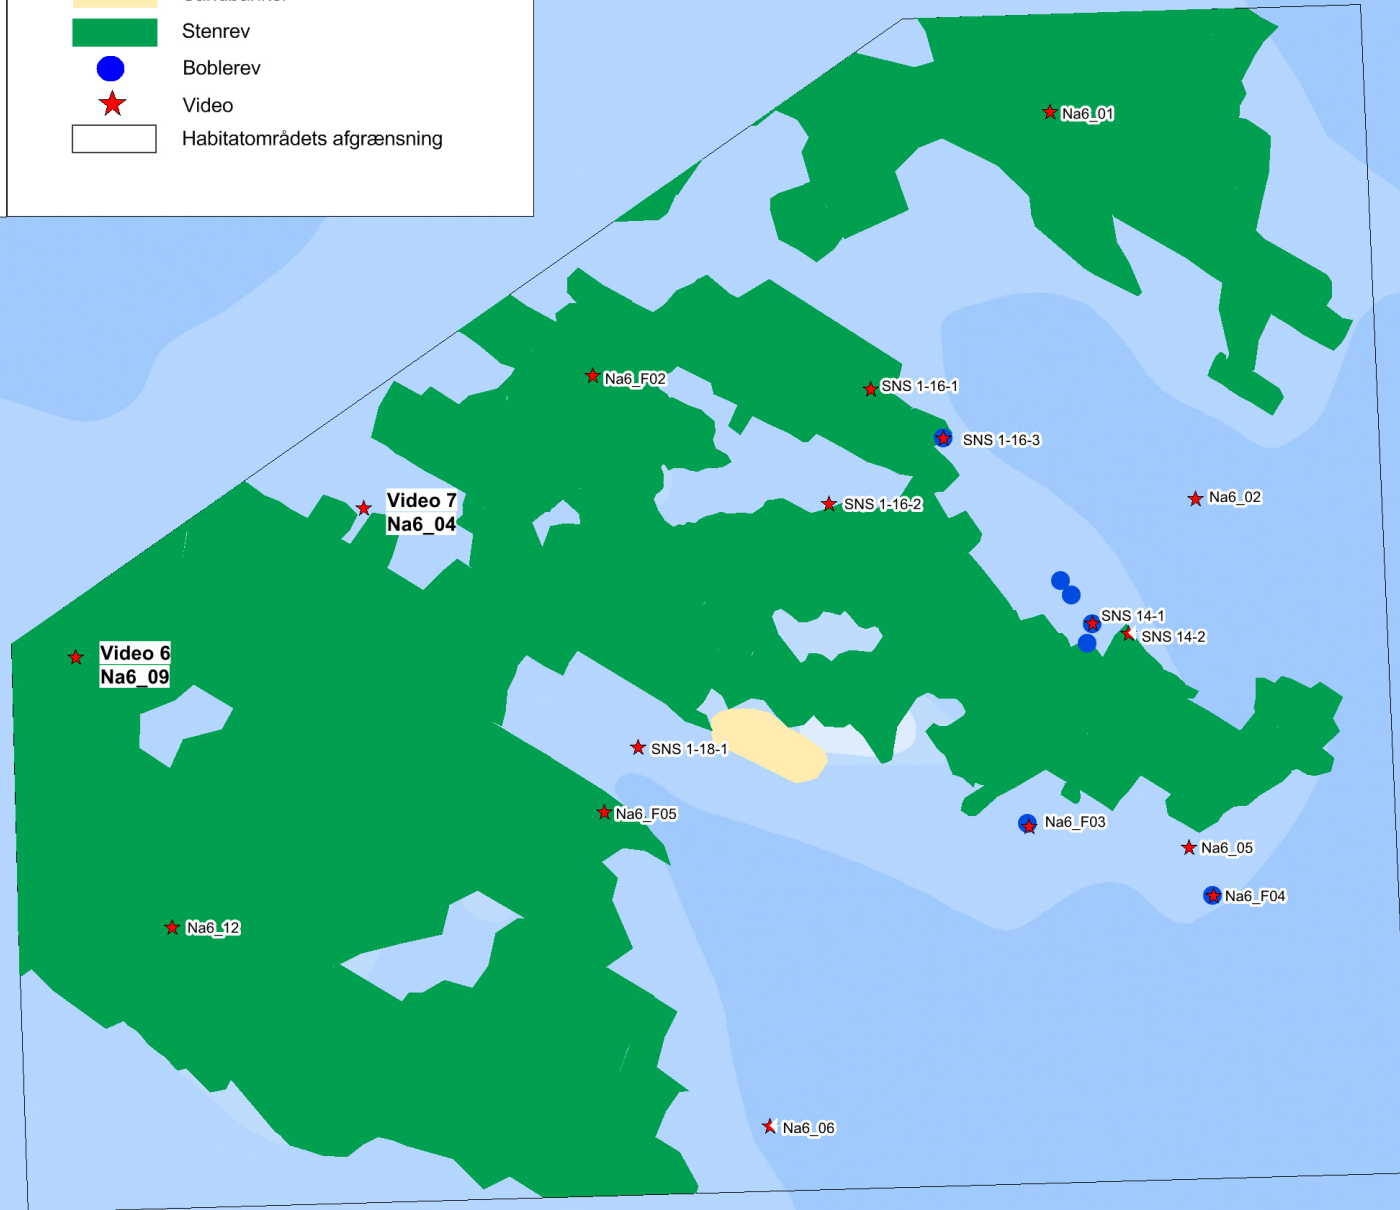 Stenrev
Boblerev
Video
Habitatområdets afgrænsning
Na6_01
Na6_F02
SNS 1-16-1
SNS 1-16-3
Video 7
Na6_04
SNS 1-16-2
Na6_02
SNS 14-1
SNS 14-2
Video 6
Na6_09
SNS 1-18-1
Na6_F05
Na6_F03
Na6_05
Na6_F04
Na6_12
Na6_06